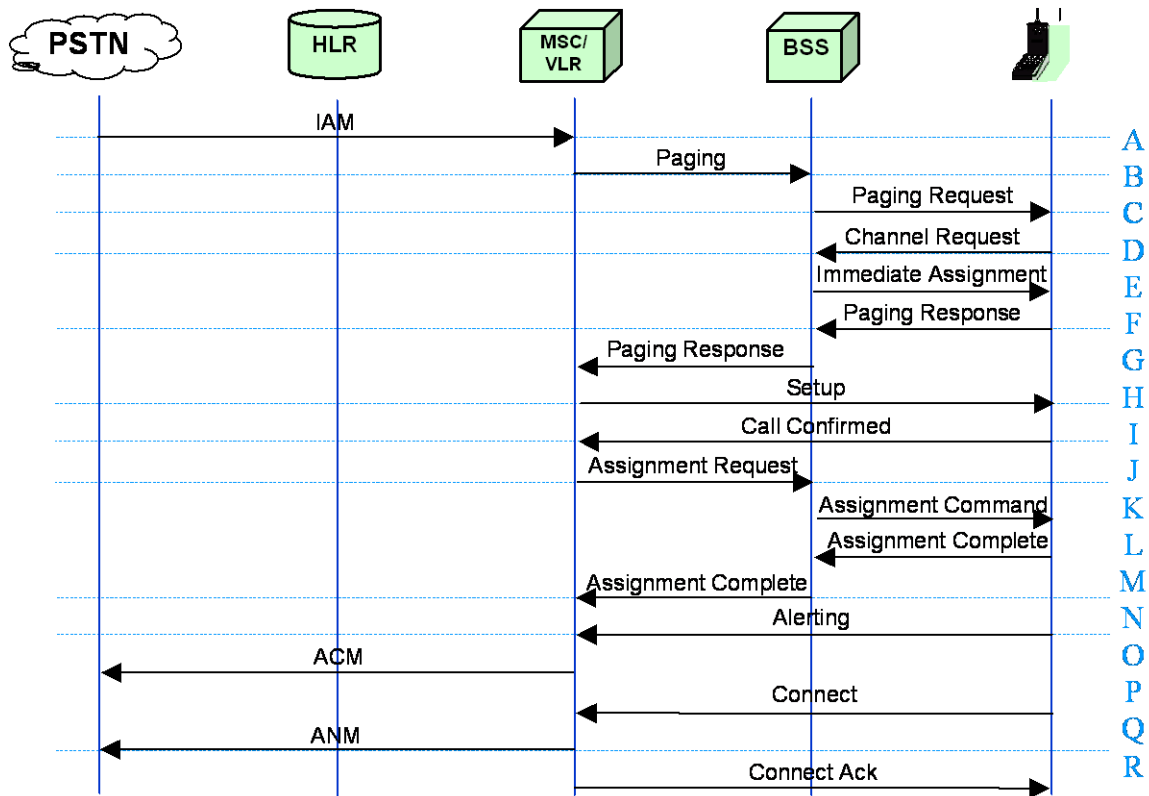 PSTN
HLR
MSC/
VLR
BSS
IAM
A
Paging
B
Paging Request
C
Channel Request
D
Immediate Assignment
E
Paging Response
F
Paging Response
G
Setup
H
Call Confirmed
I
Assignment Request
J
Assignment Command
K
Assignment Complete
L
Assignment Complete
M
Alerting
N
ACM
O
Connect
P
ANM
Q
Connect Ack
R